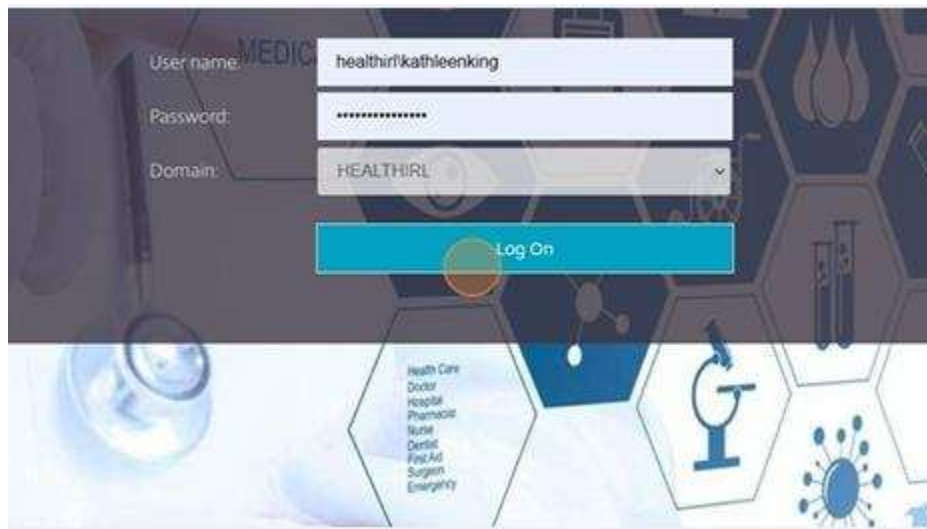 MEDIC
User name:
healthirl\kathleenking
Password:
•••••••••••••••
Domain:
HEALTHIRL
Log On
Health Care
Doctor
Hospital
Pharmacist
Nurse
Dentist
First Aid
Surgeon
Emergency